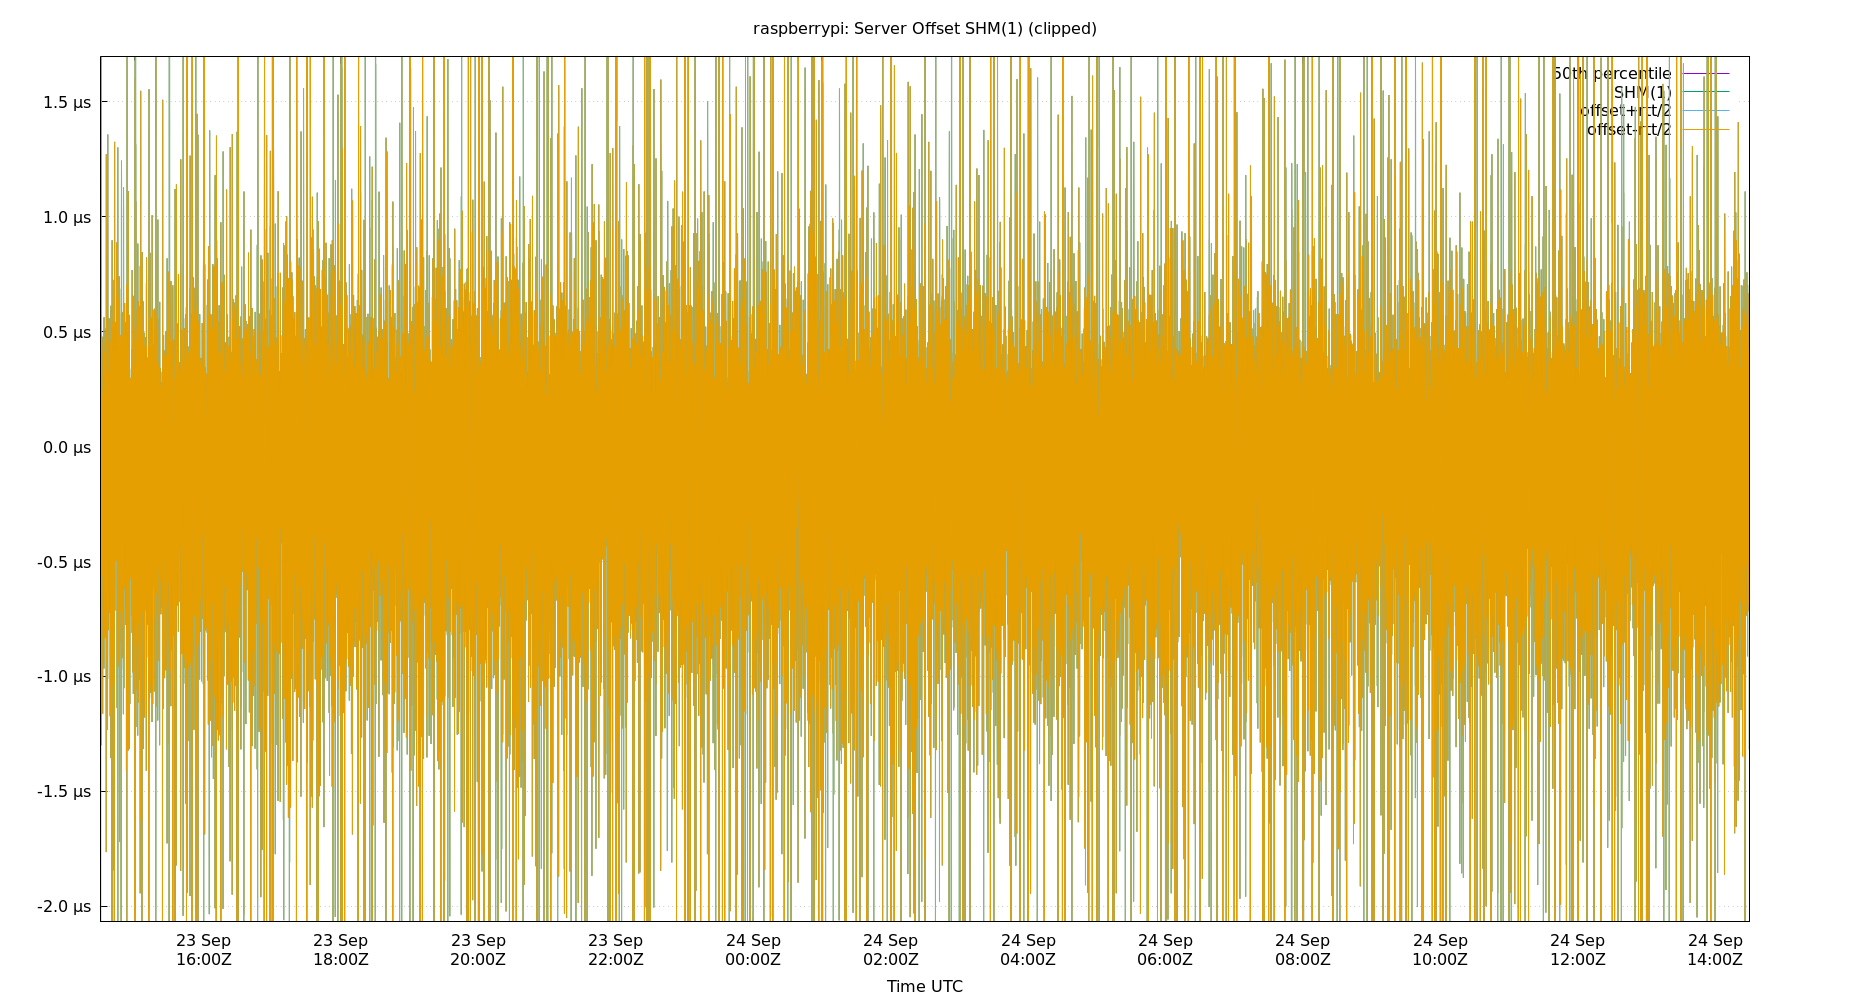 raspberrypi: Server Offset SHM(1) (clipped)
50th percentile
SHM(1)
offset+rtt/2
offset-rtt/2
1.5 µs
1.0 µs
0.5 µs
0.0 µs
-0.5 µs
-1.0 µs
-1.5 µs
-2.0 µs
23 Sep 23 Sep 23 Sep 23 Sep 24 Sep 24 Sep 24 Sep 24 Sep 24 Sep 24 Sep 24 Sep 24 Sep
16:00Z 18:00Z 20:00Z 22:00Z 00:00Z 02:00Z 04:00Z 06:00Z 08:00Z 10:00Z 12:00Z 14:00Z
Time UTC